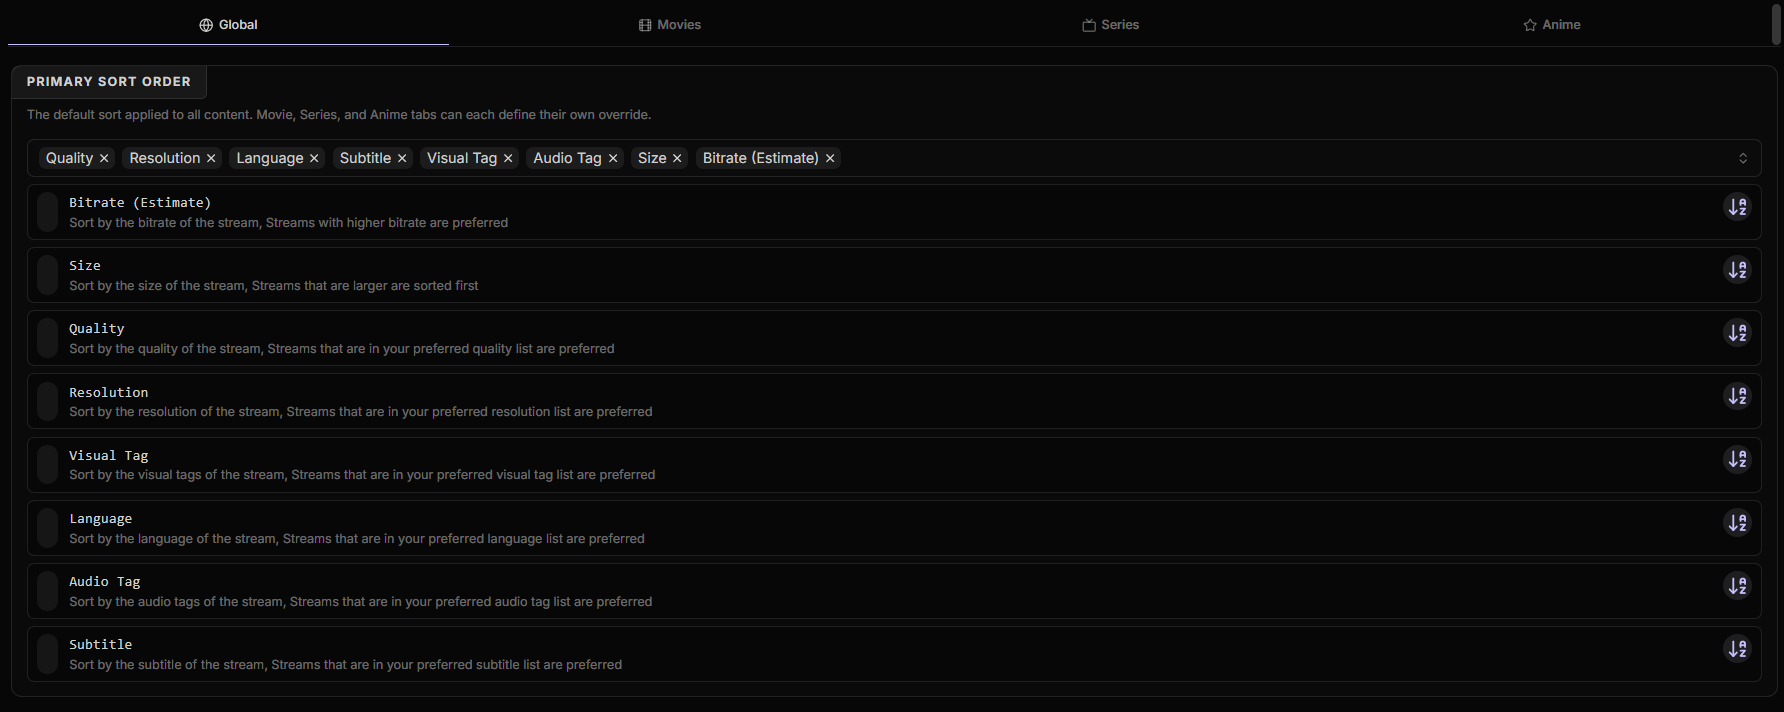 Global
Movies
Series
Anime
PRIMARY SORT ORDER
The default sort applied to all content. Movie, Series, and Anime tabs can each define their own override.
Quality × Resolution × Language × Subtitle × Visual Tag × Audio Tag × Size × Bitrate (Estimate) ×
Bitrate (Estimate)
Sort by the bitrate of the stream, Streams with higher bitrate are preferred
Size
Sort by the size of the stream, Streams that are larger are sorted first
Quality
Sort by the quality of the stream, Streams that are in your preferred quality list are preferred
Resolution
Sort by the resolution of the stream, Streams that are in your preferred resolution list are preferred
Visual Tag
Sort by the visual tags of the stream, Streams that are in your preferred visual tag list are preferred
Language
Sort by the language of the stream, Streams that are in your preferred language list are preferred
Audio Tag
Sort by the audio tags of the stream, Streams that are in your preferred audio tag list are preferred
Subtitle
Sort by the subtitle of the stream, Streams that are in your preferred subtitle list are preferred